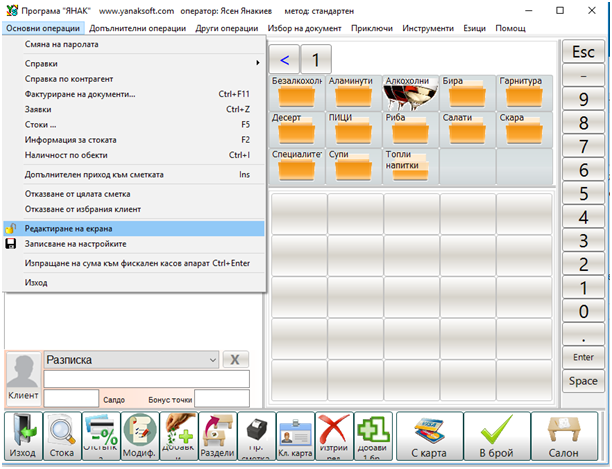 Програма "ЯНАК" www.yanaksoft.com оператор: Ясен Янакиев метод: стандартен
Основни операции Допълнителни операции Други операции Избор на документ Приключи Инструменти Езици Помощ
Смяна на паролата
Справки
Справка по контрагент
Фактуриране на документи... Ctrl+F11
Заявки Ctrl+Z
Стоки ... F5
Информация за стоката F2
Наличност по обекти Ctrl+I
Допълнителен приход към сметката Ins
Отказване от цялата сметка
Отказване от избрания клиент
Редактиране на екрана
Записване на настройките
Изпращане на сума към фискален касов апарат Ctrl+Enter
Изход
< 1
Безалкохолн Аламинути Алкохолни Бира Гарнитура
Десерт ПИЦИ Риба Салати Скара
Специалитет Супи Топли
напитки
Esc
-
9
8
7
6
5
4
3
2
1
0
.
Enter
Space
Разписка X
Клиент
Салдо Бонус точки
Изход Стока Модиф. Раздели Кл. карта Изтрий Добави С карта В брой Салон
1 бр.